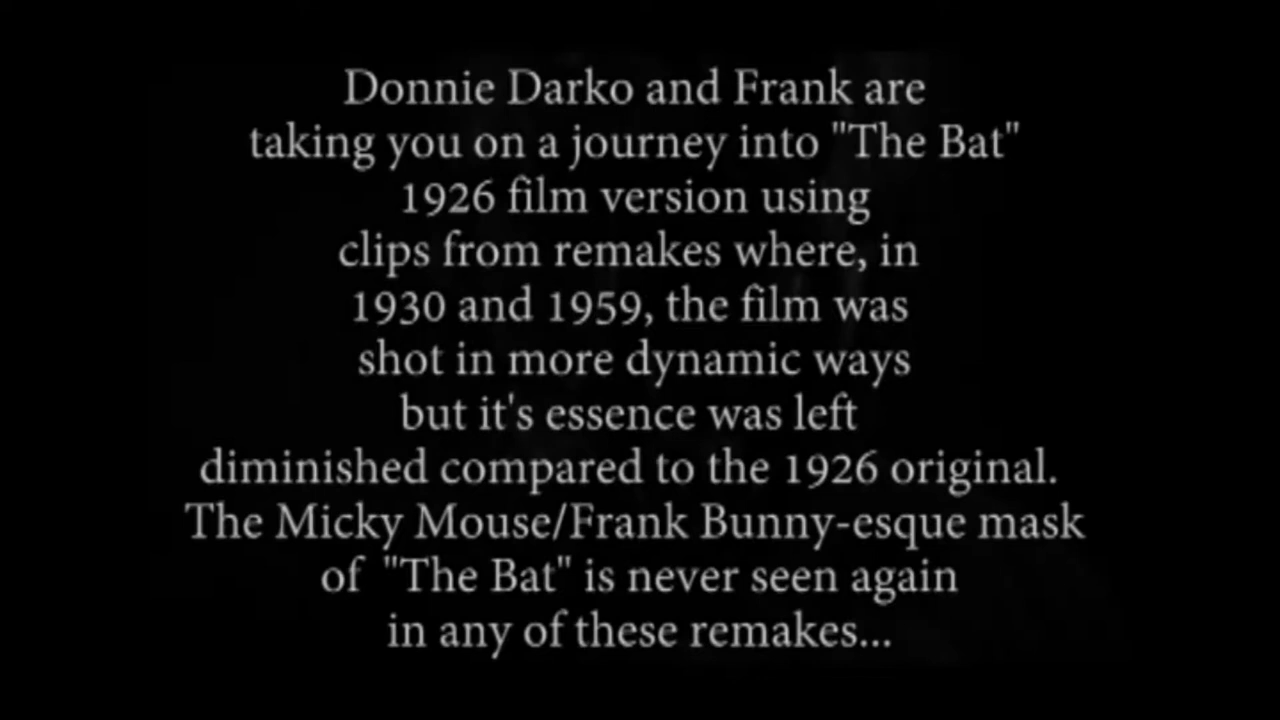 Donnie Darko and Frank are
taking you on a journey into "The Bat"
1926 film version using
clips from remakes where, in
1930 and 1959, the film was
shot in more dynamic ways
but it's essence was left
diminished compared to the 1926 original.
The Micky Mouse/Frank Bunny-esque mask
of  "The Bat" is never seen again
in any of these remakes...